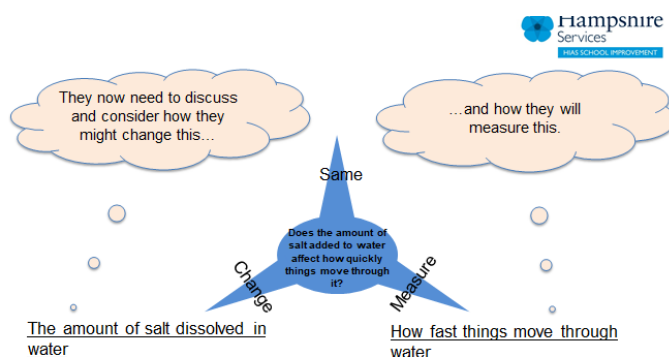 Hampshire
Services
HIAS SCHOOL IMPROVEMENT
They now need to discuss
and consider how they
might change this…
…and how they will
measure this.
Same
Does the amount of
salt added to water
affect how quickly
things move through
it?
Change
Measure
The amount of salt dissolved in
water
How fast things move through
water